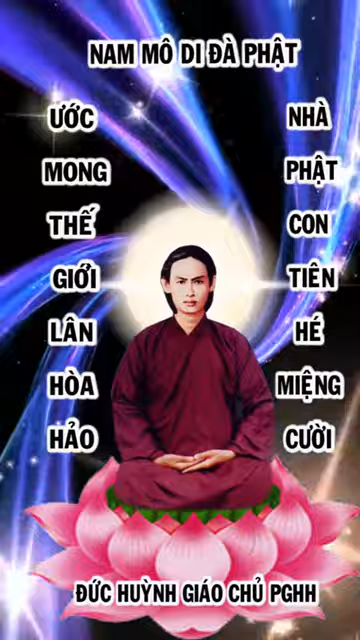 NAM MÔ DI ĐÀ PHẬT
ƯỚC
MONG
THẾ
GIỞI
LÂN
HÒA
HẢO
NHÀ
PHẬT
CON
TIÊN
HÉ
MIỆNG
CƯỜI
ĐỨC HUỲNH GIÁO CHỦ PGHH